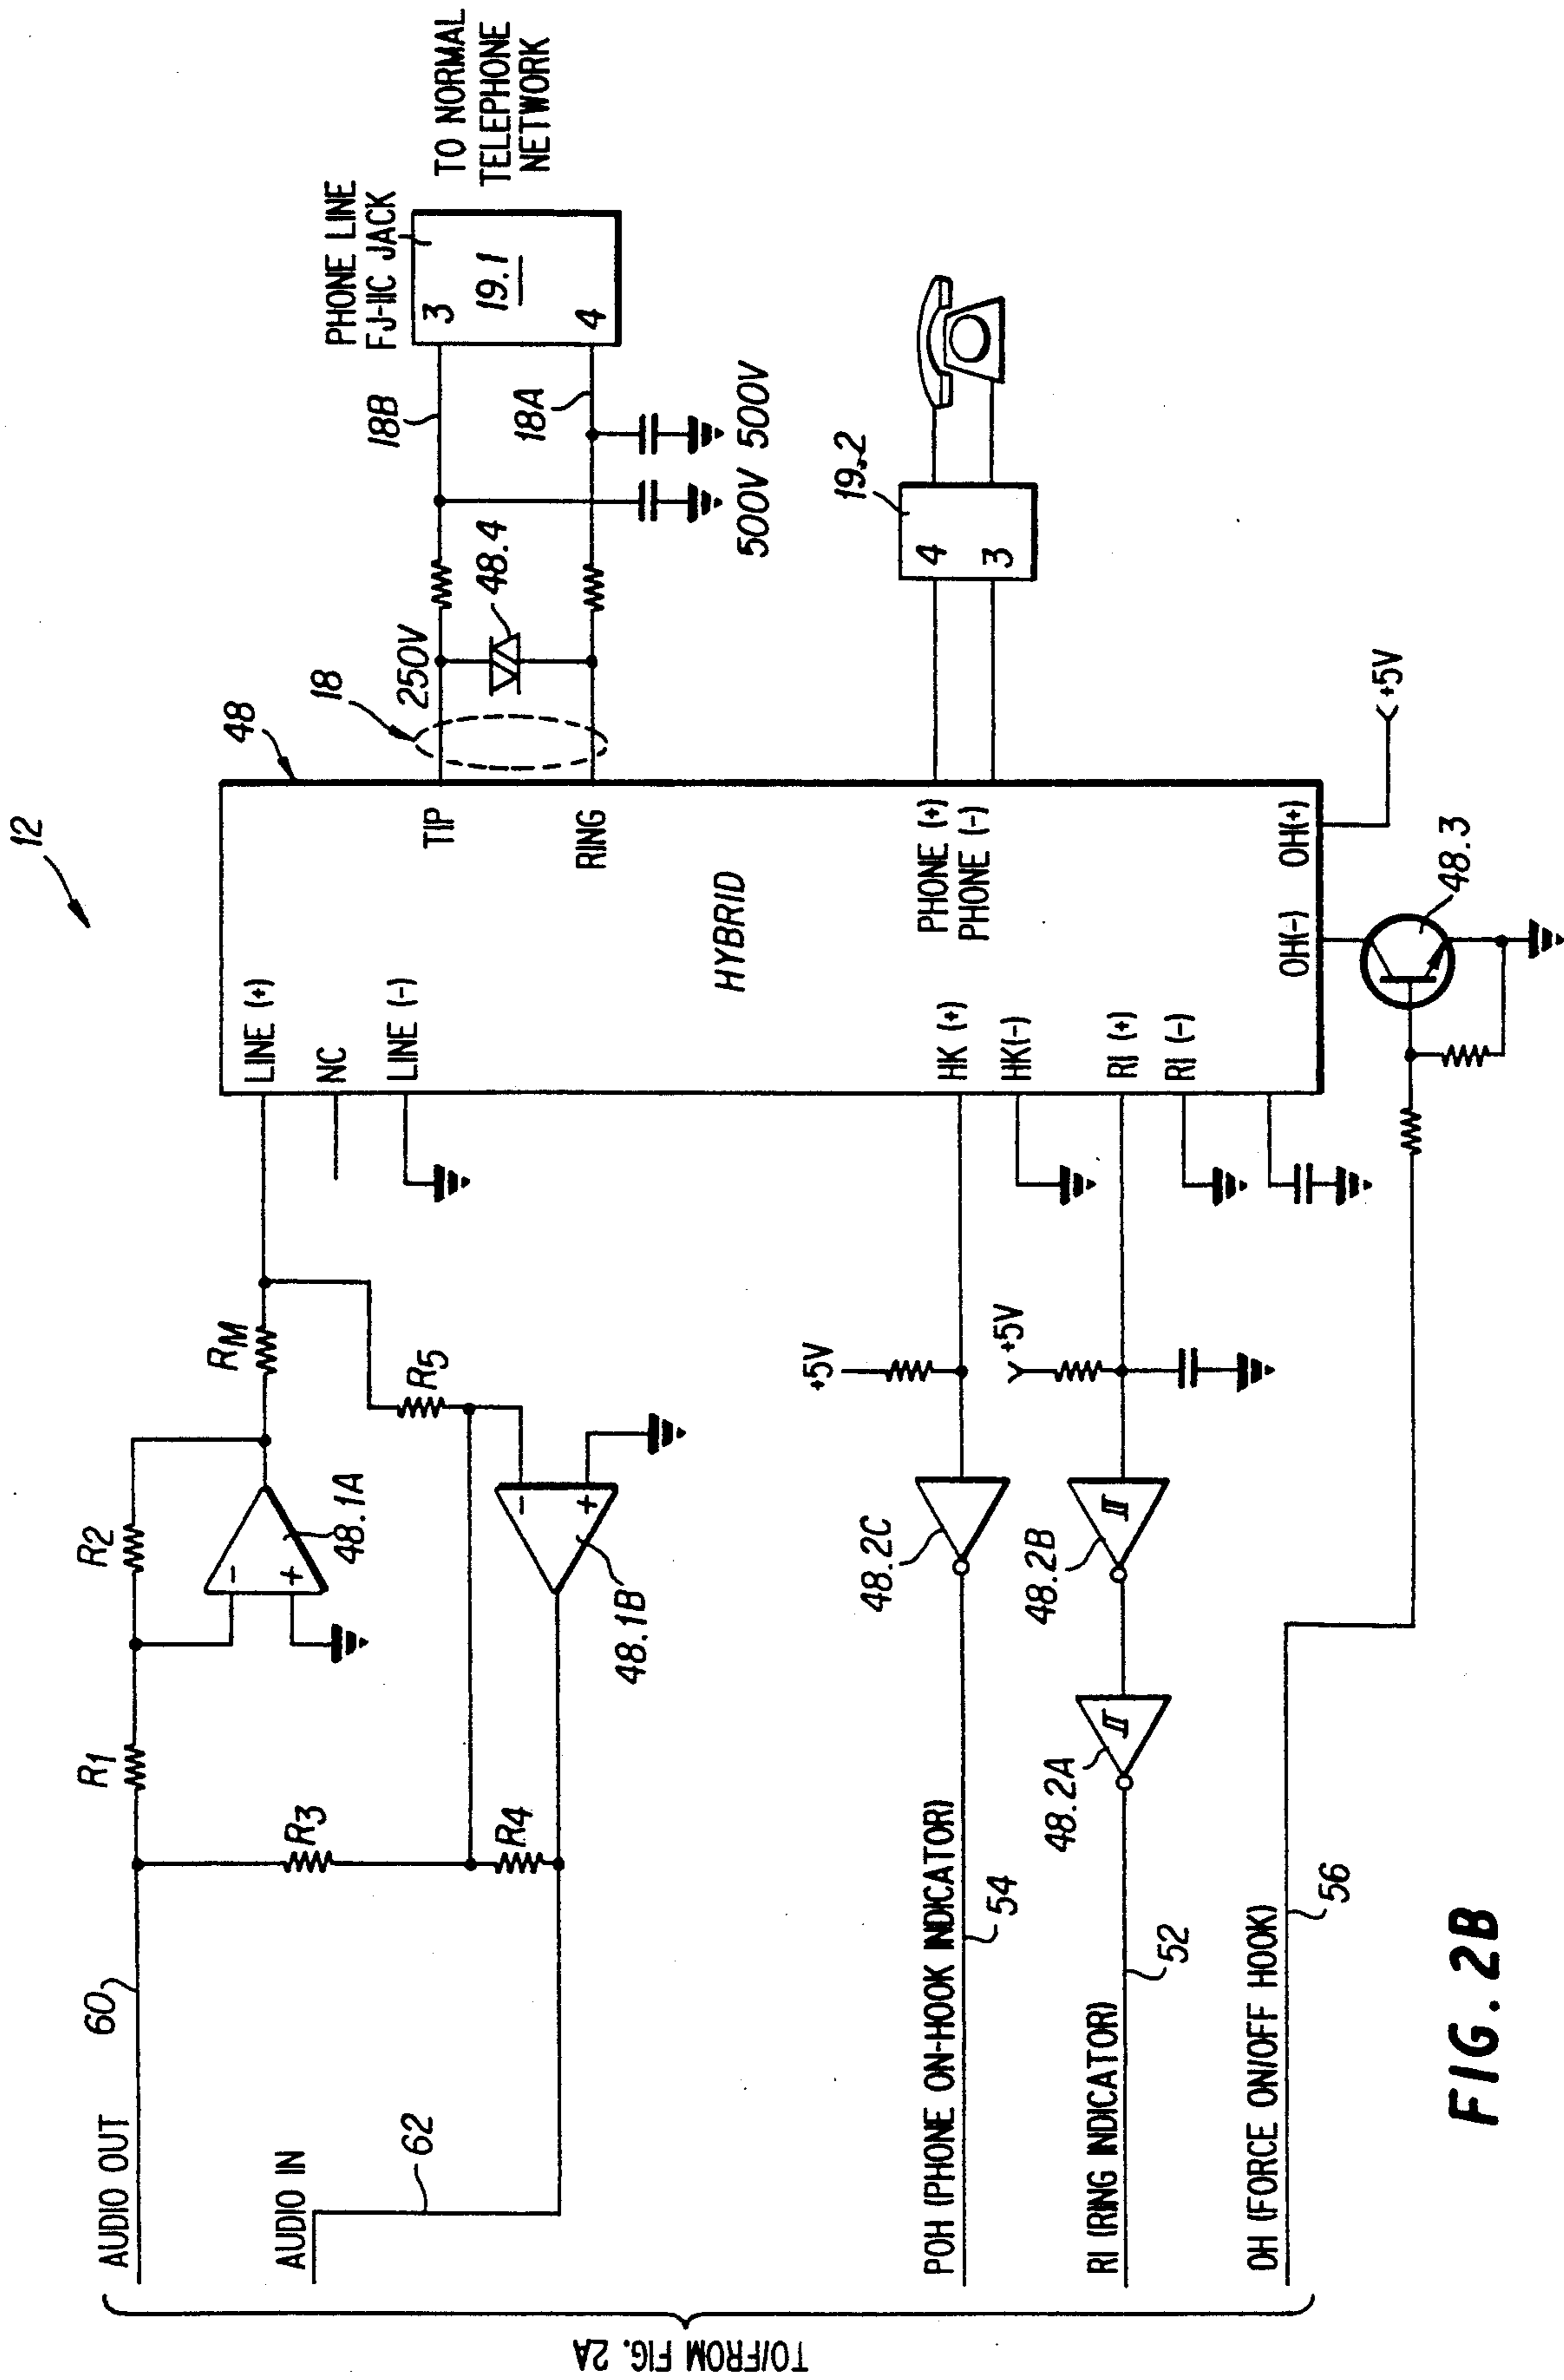 12
AUDIO OUT
60
R1
R2
48.1A
-
+
RM
R3
R4
R5
AUDIO IN
62
48.1B
-
+
LINE (+)
NC
LINE (-)
48
HYBRID
TIP
RING
18
250V
48.4
18B
18A
500V 500V
PHONE LINE
FJ-11C JACK
3
19.1
4
TO NORMAL
TELEPHONE
NETWORK
PHONE (+)
PHONE (-)
19.2
4
3
HK (+)
HK(-)
RI (+)
RI (-)
OH(-)
OH(+)
+5V
48.3
+5V
+5V
48.2C
48.2B
48.2A
POH (PHONE ON-HOOK INDICATOR)
54
RI (RING INDICATOR)
52
OH (FORCE ON/OFF HOOK)
56
TO/FROM FIG. 2A
FIG. 2B